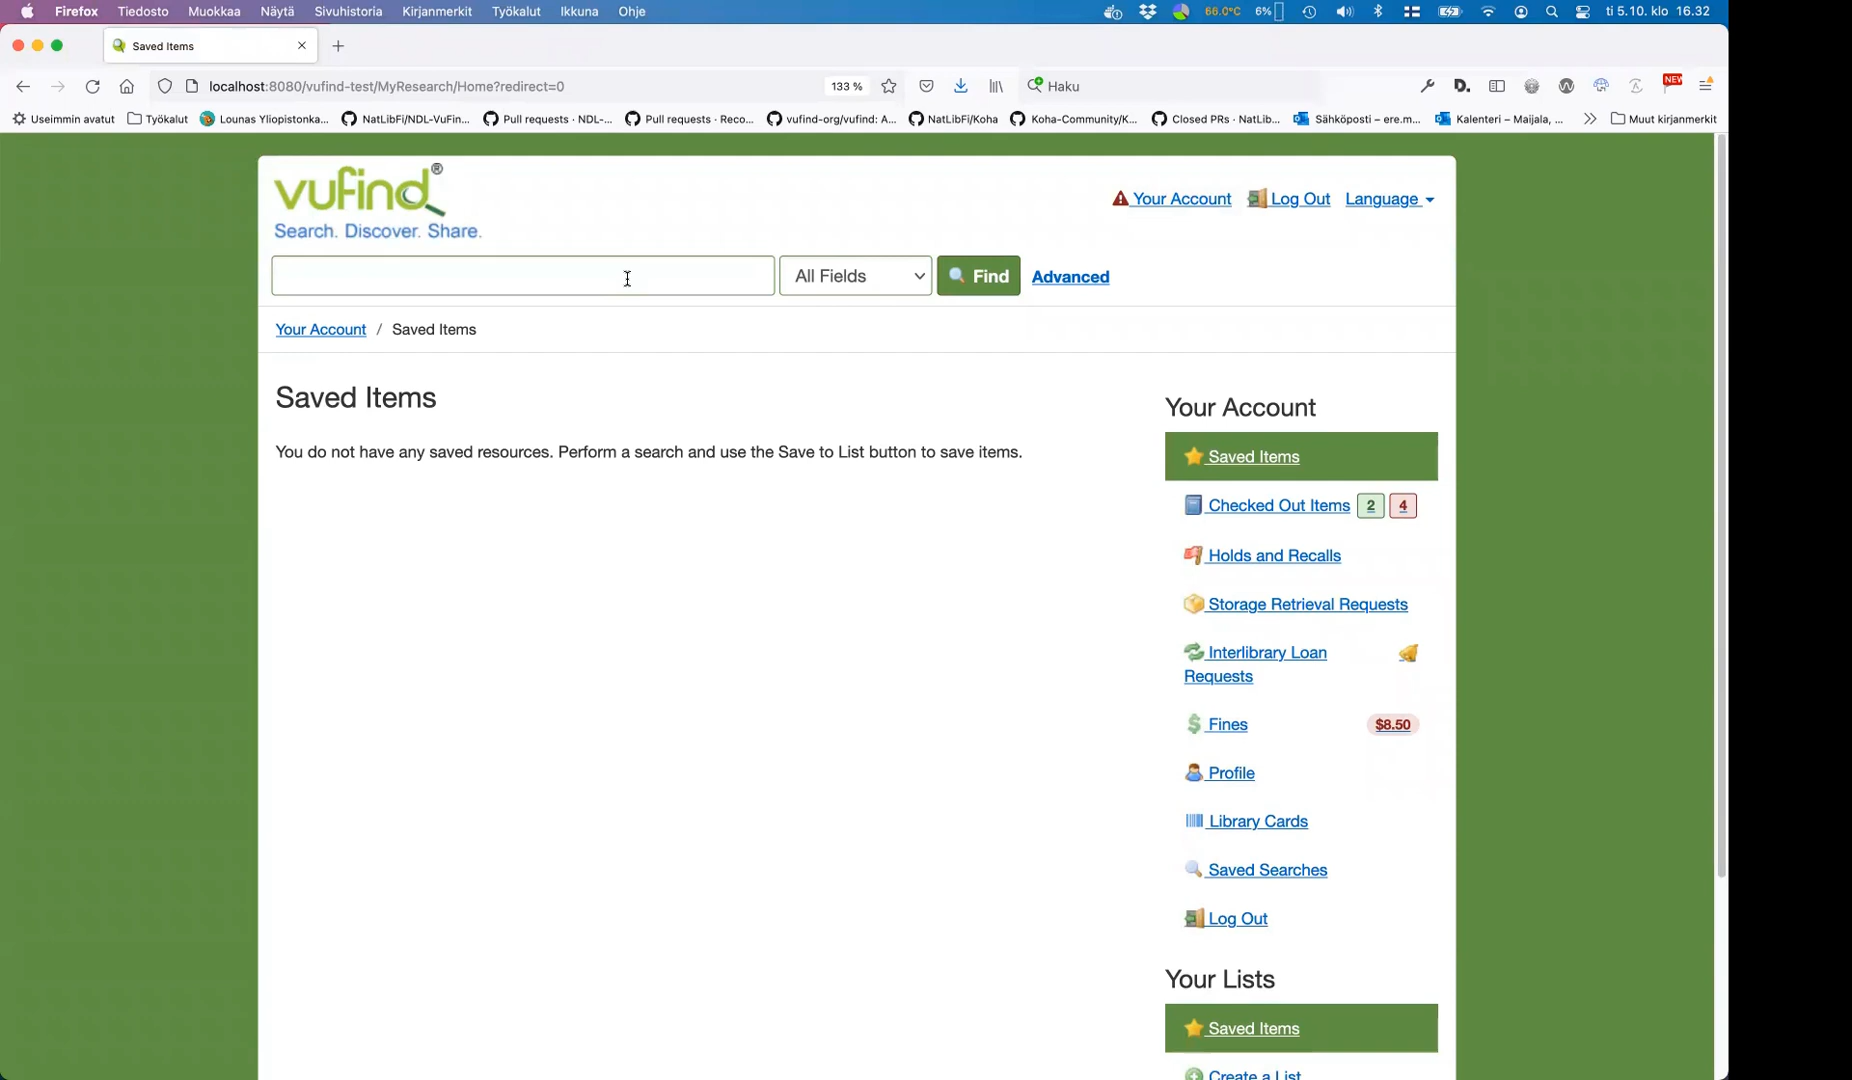 Firefox Tiedosto Muokkaa Näytä Sivuhistoria Kirjanmerkit Työkalut Ikkuna Ohje 66.0°C 6% ti 5.10. klo 16.32
Saved Items
localhost:8080/vufind-test/MyResearch/Home?redirect=0 133 % Haku NEW
Useimmin avatut Työkalut Lounas Yliopistonka... NatLibFi/NDL-VuFin... Pull requests · NDL-... Pull requests · Reco... vufind-org/vufind: A... NatLibFi/Koha Koha-Community/K... Closed PRs · NatLib... Sähköposti – ere.m... Kalenteri – Maijala, ... Muut kirjanmerkit
vufind®
Search. Discover. Share.
Your Account Log Out Language
All Fields Find Advanced
Your Account / Saved Items
Saved Items
You do not have any saved resources. Perform a search and use the Save to List button to save items.
Your Account
Saved Items
Checked Out Items 2 4
Holds and Recalls
Storage Retrieval Requests
Interlibrary Loan
Requests
Fines $8.50
Profile
Library Cards
Saved Searches
Log Out
Your Lists
Saved Items
Create a List